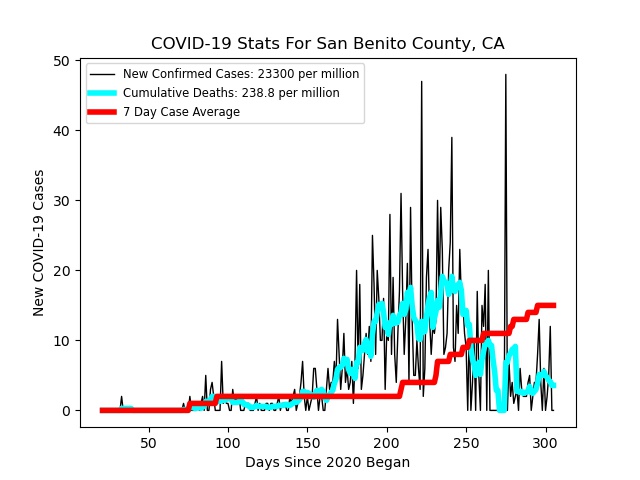 COVID-19 Stats For San Benito County, CA
New Confirmed Cases: 23300 per million
Cumulative Deaths: 238.8 per million
7 Day Case Average
New COVID-19 Cases
50
40
30
20
10
0
50 100 150 200 250 300
Days Since 2020 Began